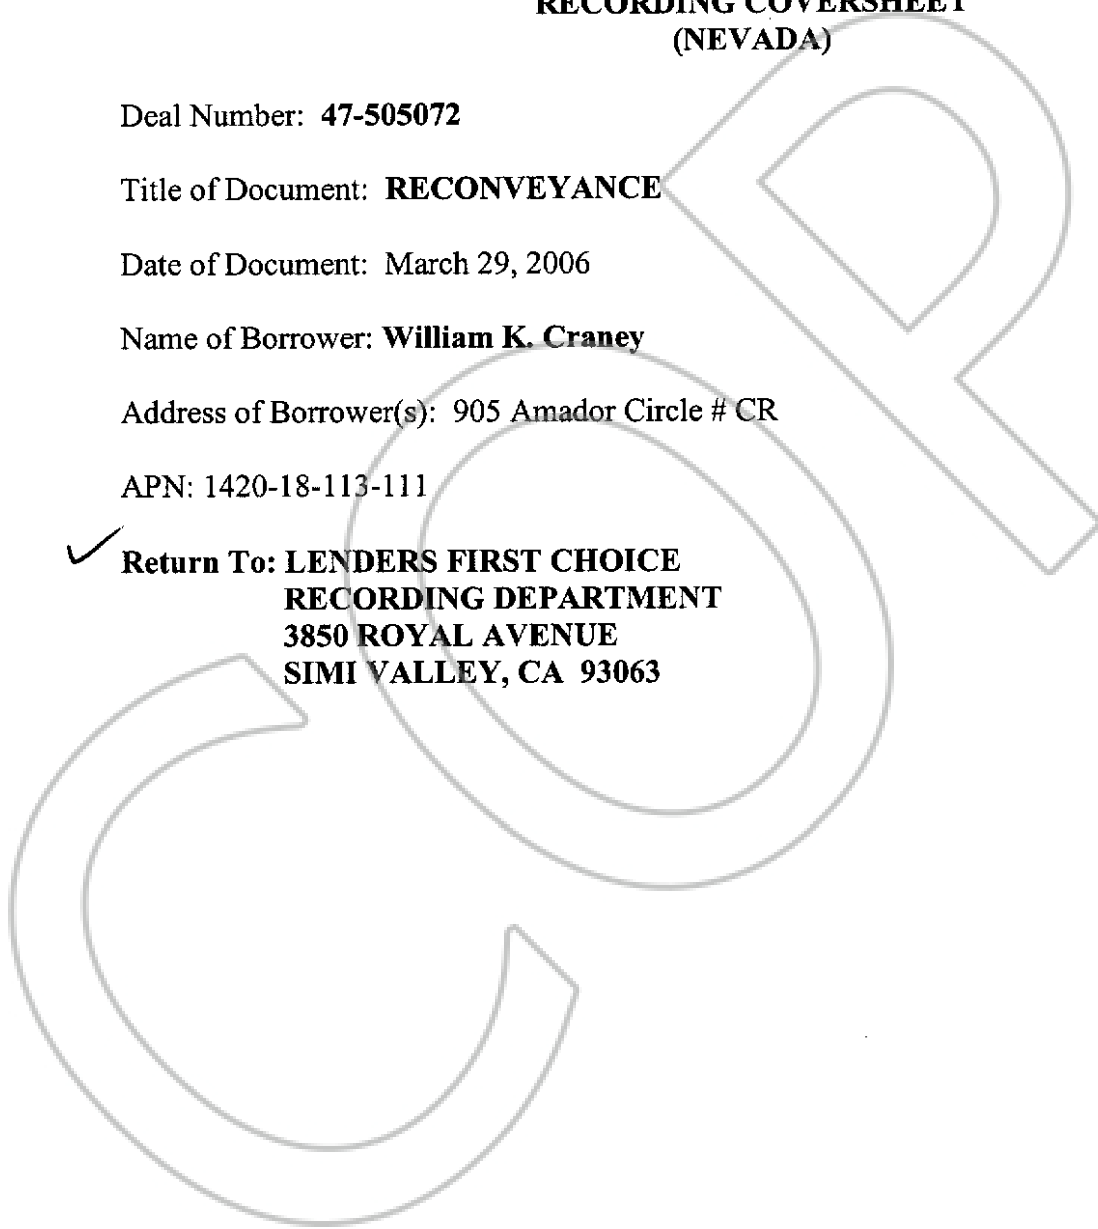 RECORDING COVERSHEET
(NEVADA)
Deal Number: 47-505072
Title of Document: RECONVEYANCE
Date of Document: March 29, 2006
Name of Borrower: William K. Craney
Address of Borrower(s): 905 Amador Circle # CR
APN: 1420-18-113-111
Return To: LENDERS FIRST CHOICE
RECORDING DEPARTMENT
3850 ROYAL AVENUE
SIMI VALLEY, CA 93063
COPY